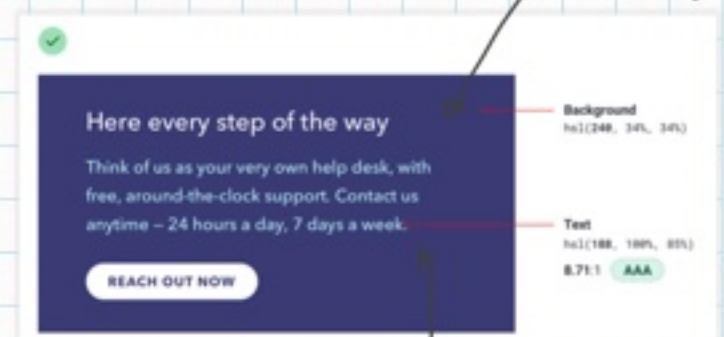 Here every step of the way
Background
hsl(240, 34%, 34%)
Think of us as your very own help desk, with
free, around-the-clock support. Contact us
anytime – 24 hours a day, 7 days a week.
Text
hsl(188, 100%, 85%)
8.71:1 AAA
REACH OUT NOW